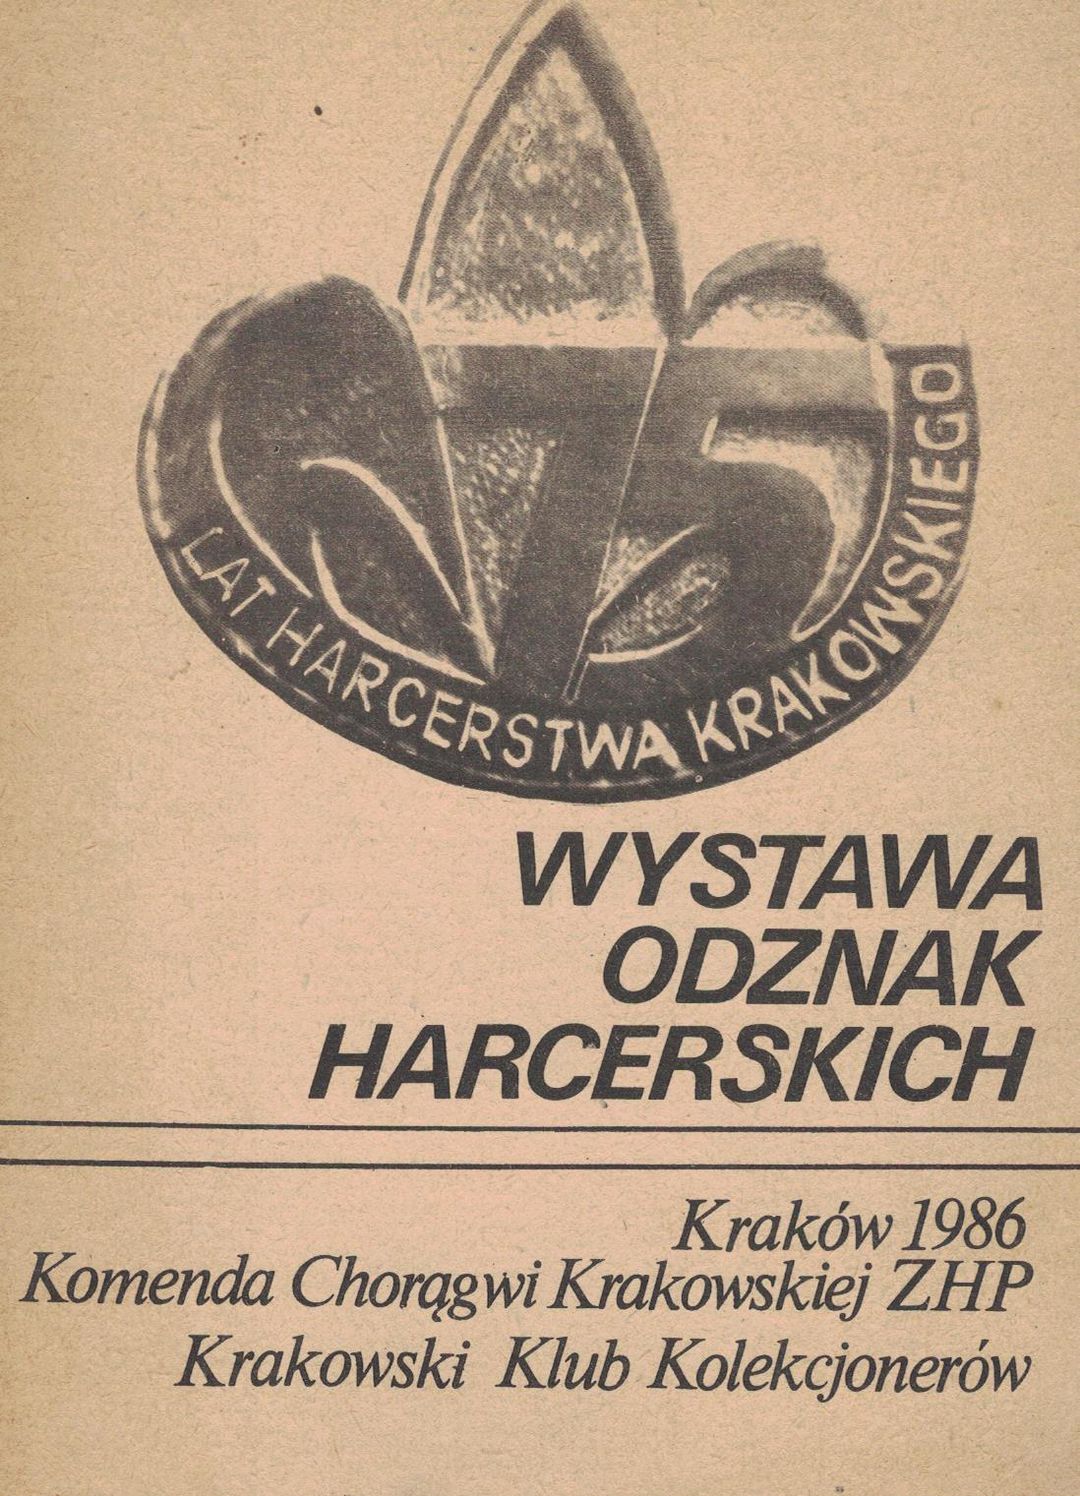 75
LAT HARCERSTWA KRAKOWSKIEGO
WYSTAWA
ODZNAK
HARCERSKICH
Kraków 1986
Komenda Chorągwi Krakowskiej ZHP
Krakowski Klub Kolekcjonerów